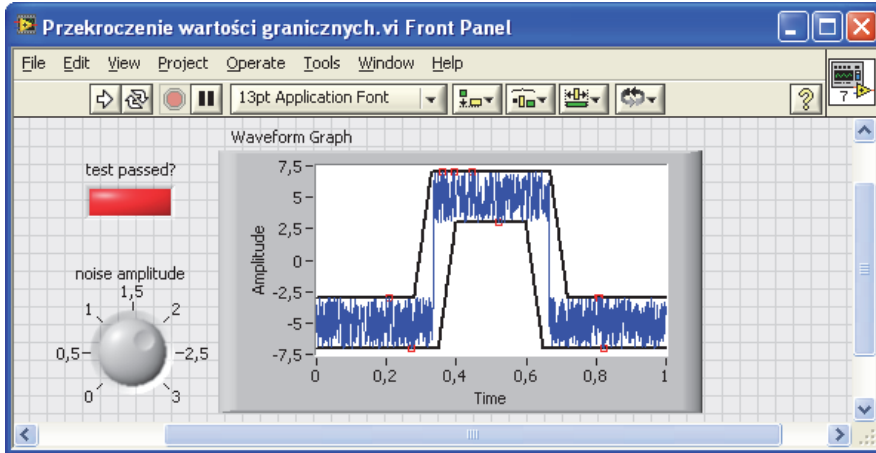 Przekroczenie wartości granicznych.vi Front Panel
File Edit View Project Operate Tools Window Help
13pt Application Font
?
7
Waveform Graph
test passed?
noise amplitude
0
0,5
1
1,5
2
2,5
3
Amplitude
7,5
5
2,5
0
-2,5
-5
-7,5
0 0,2 0,4 0,6 0,8 1
Time